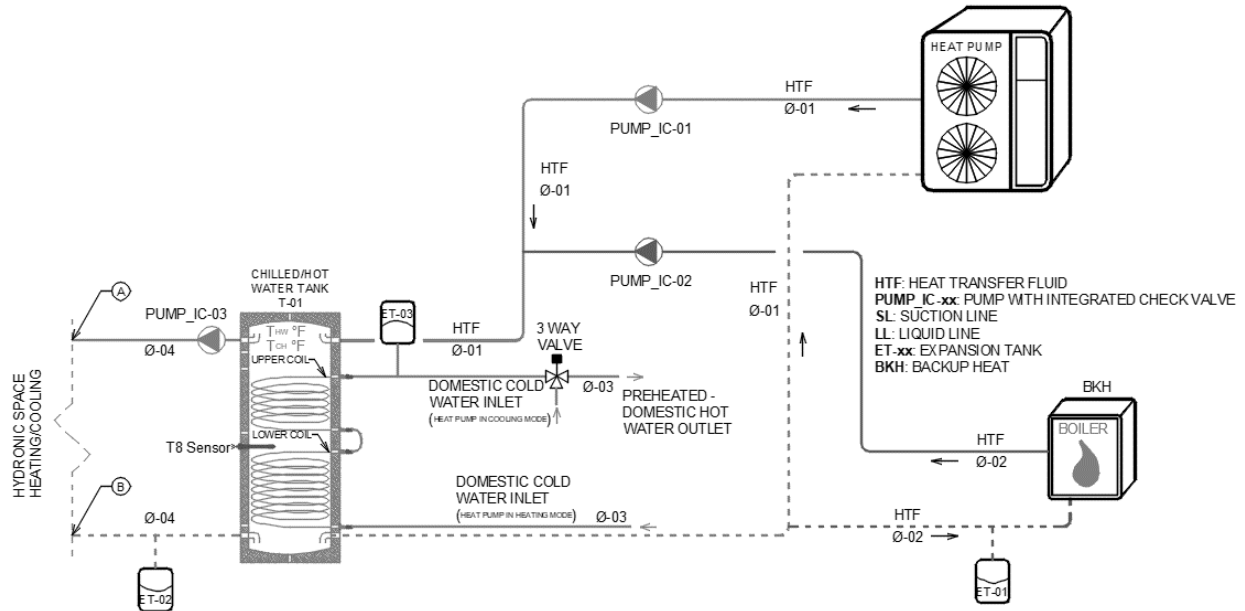 HEAT PUMP
HTF
Ø-01
PUMP_IC-01
HTF
Ø-01
PUMP_IC-02
CHILLED/HOT
WATER TANK
T-01
A
PUMP_IC-03
Ø-04
THW °F
TCH °F
ET-03
HTF
Ø-01
3 WAY
VALVE
HTF
Ø-01
HTF: HEAT TRANSFER FLUID
PUMP_IC-xx: PUMP WITH INTEGRATED CHECK VALVE
SL: SUCTION LINE
LL: LIQUID LINE
ET-xx: EXPANSION TANK
BKH: BACKUP HEAT
UPPER COIL
DOMESTIC COLD
WATER INLET
(HEAT PUMP IN COOLING MODE)
Ø-03
PREHEATED -
DOMESTIC HOT
WATER OUTLET
BKH
BOILER
HTF
Ø-02
HYDRONIC SPACE
HEATING/COOLING
T8 Sensor
LOWER COIL
B
Ø-04
DOMESTIC COLD
WATER INLET
(HEAT PUMP IN HEATING MODE)
Ø-03
HTF
Ø-02
ET-02
ET-01